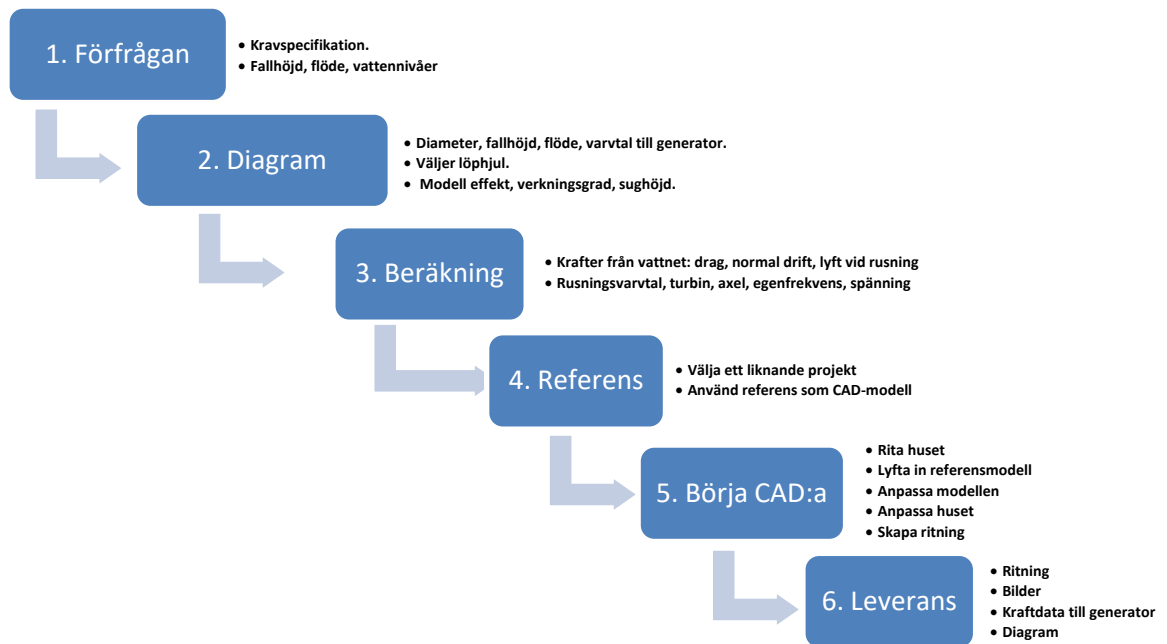 1. Förfrågan
• Kravspecifikation.
• Fallhöjd, flöde, vattennivåer
2. Diagram
• Diameter, fallhöjd, flöde, varvtal till generator.
• Väljer löphjul.
• Modell effekt, verkningsgrad, sughöjd.
3. Beräkning
• Krafter från vattnet: drag, normal drift, lyft vid rusning
• Rusningsvarvtal, turbin, axel, egenfrekvens, spänning
4. Referens
• Välja ett liknande projekt
• Använd referens som CAD-modell
5. Börja CAD:a
• Rita huset
• Lyfta in referensmodell
• Anpassa modellen
• Anpassa huset
• Skapa ritning
6. Leverans
• Ritning
• Bilder
• Kraftdata till generator
• Diagram